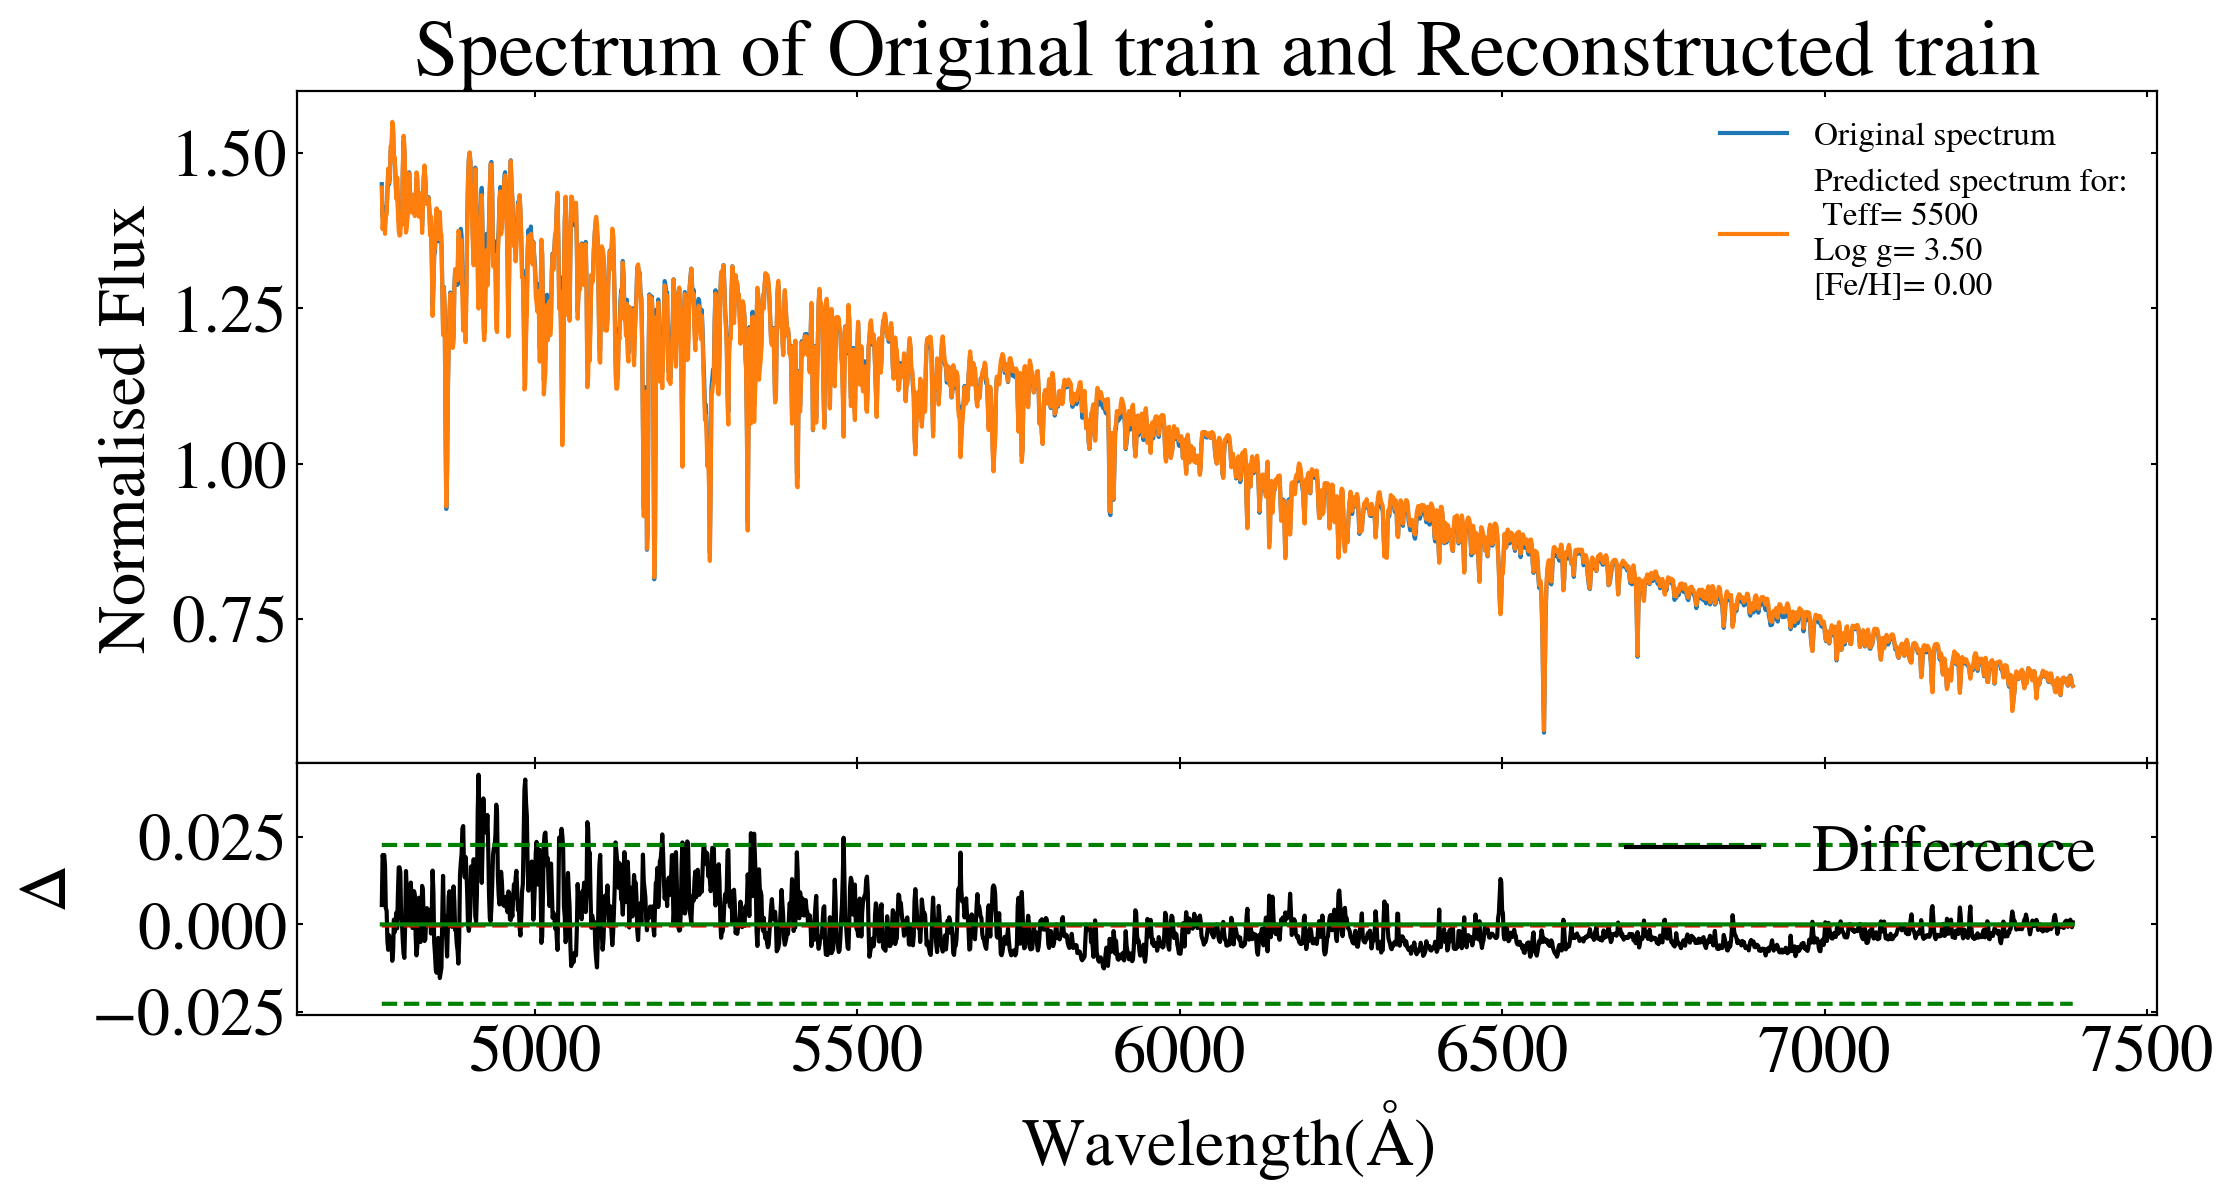 Spectrum of Original train and Reconstructed train
Normalised Flux
1.50
1.25
1.00
0.75
Original spectrum
Predicted spectrum for:
Teff= 5500
Log g= 3.50
[Fe/H]= 0.00
Δ
0.025
0.000
−0.025
Difference
5000
5500
6000
6500
7000
7500
Wavelength(Å)